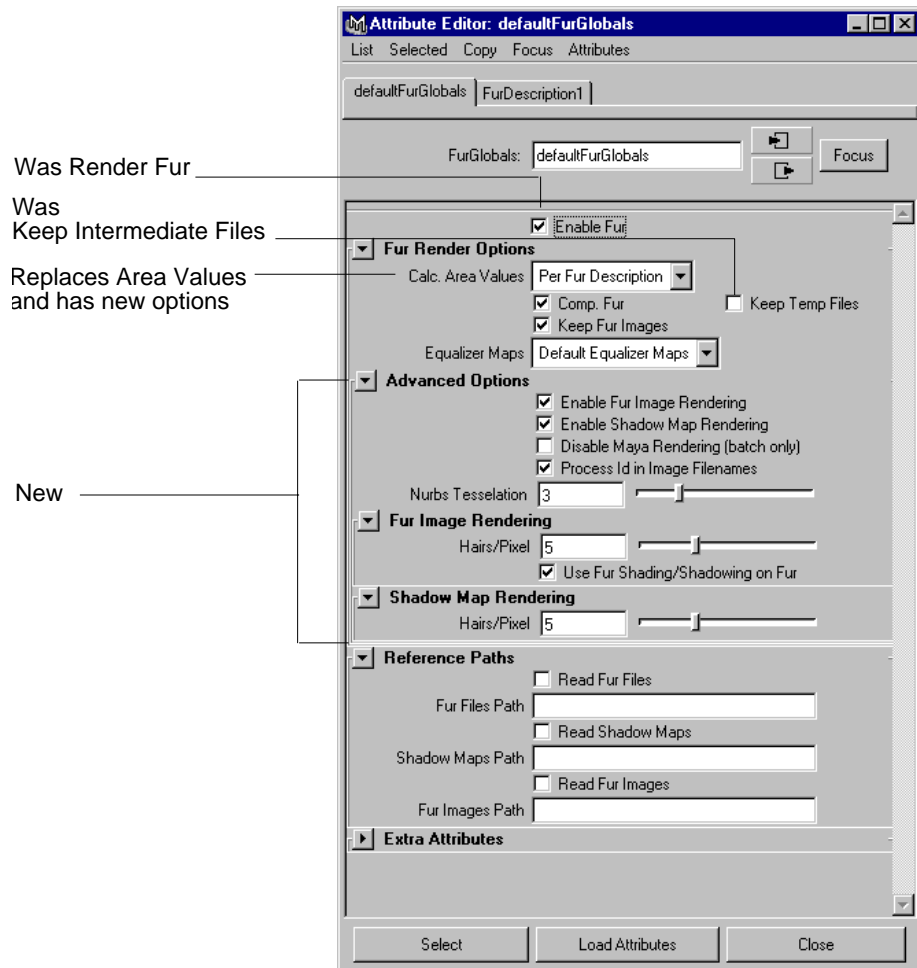 Attribute Editor: defaultFurGlobals
List Selected Copy Focus Attributes
defaultFurGlobals FurDescription1
FurGlobals: defaultFurGlobals Focus
Was Render Fur
Was
Keep Intermediate Files
Replaces Area Values
and has new options
New
Enable Fur
Fur Render Options
Calc. Area Values Per Fur Description
Comp. Fur Keep Temp Files
Keep Fur Images
Equalizer Maps Default Equalizer Maps
Advanced Options
Enable Fur Image Rendering
Enable Shadow Map Rendering
Disable Maya Rendering (batch only)
Process Id in Image Filenames
Nurbs Tesselation 3
Fur Image Rendering
Hairs/Pixel 5
Use Fur Shading/Shadowing on Fur
Shadow Map Rendering
Hairs/Pixel 5
Reference Paths
Read Fur Files
Fur Files Path
Read Shadow Maps
Shadow Maps Path
Read Fur Images
Fur Images Path
Extra Attributes
Select Load Attributes Close